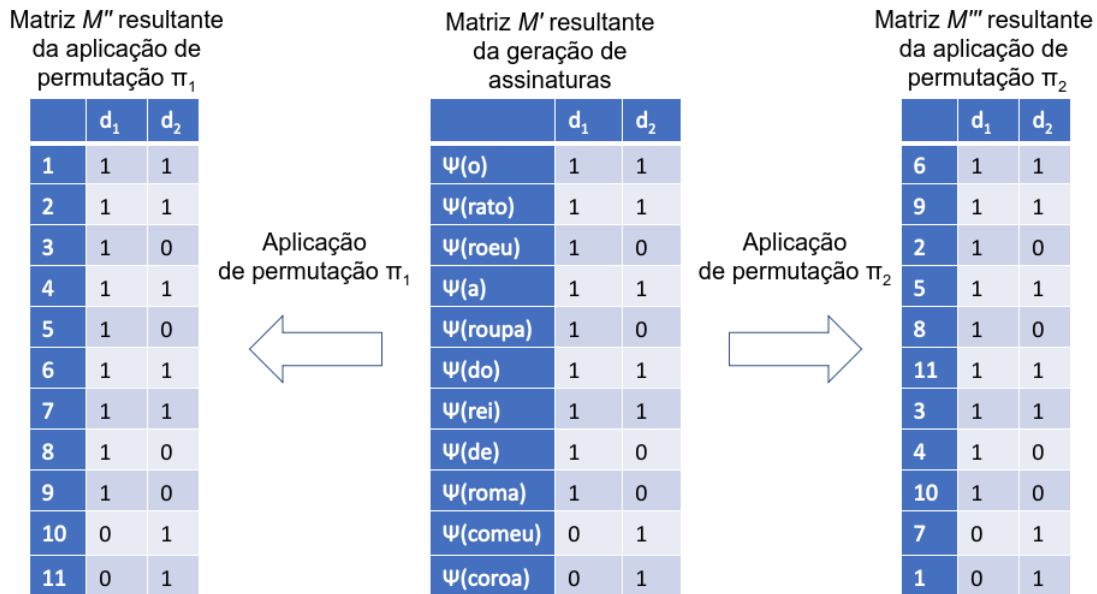 Matriz M'' resultante
da aplicação de
permutação π₁
d₁ d₂
1 1 1
2 1 1
3 1 0
4 1 1
5 1 0
6 1 1
7 1 1
8 1 0
9 1 0
10 0 1
11 0 1
Aplicação
de permutação π₁
Matriz M' resultante
da geração de
assinaturas
d₁ d₂
Ψ(o) 1 1
Ψ(rato) 1 1
Ψ(roeu) 1 0
Ψ(a) 1 1
Ψ(roupa) 1 0
Ψ(do) 1 1
Ψ(rei) 1 1
Ψ(de) 1 0
Ψ(roma) 1 0
Ψ(comeu) 0 1
Ψ(coroa) 0 1
Aplicação
de permutação π₂
Matriz M''' resultante
da aplicação de
permutação π₂
d₁ d₂
6 1 1
9 1 1
2 1 0
5 1 1
8 1 0
11 1 1
3 1 1
4 1 0
10 1 0
7 0 1
1 0 1